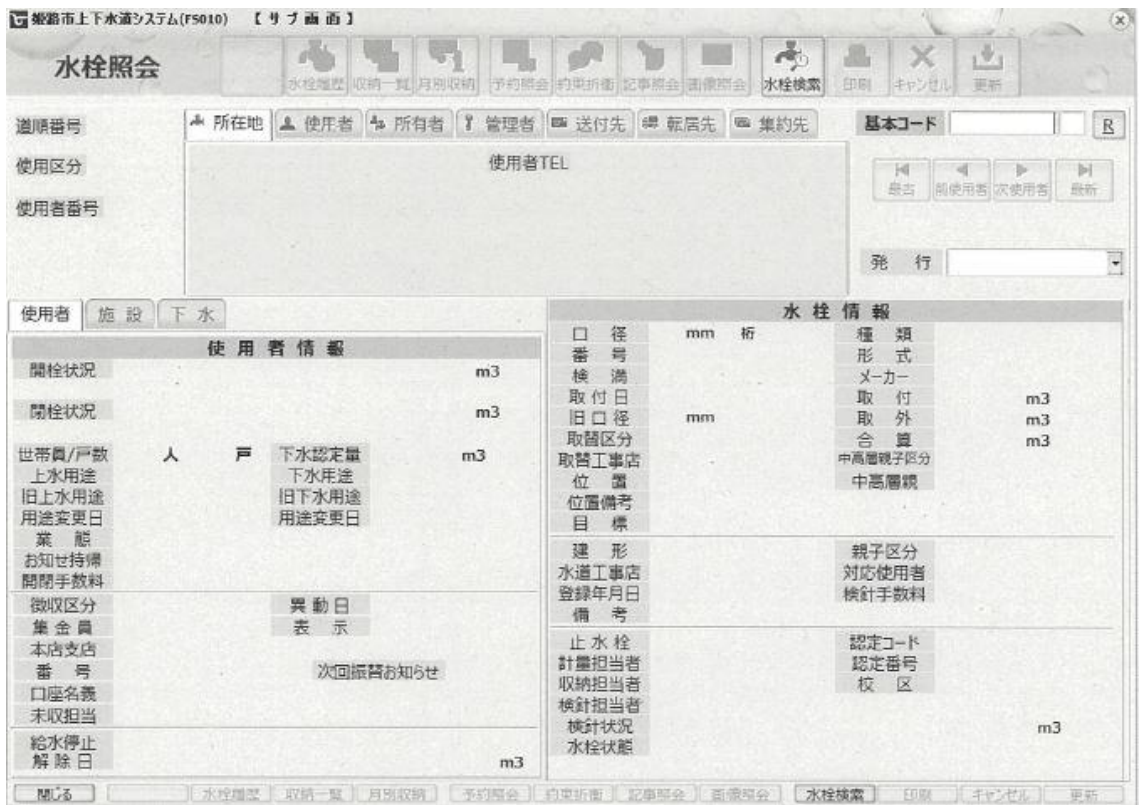 姫路市上下水道システム(FS010) 【サブ画面】
水栓照会
水栓履歴 収納一覧 月別収納 予約照会 約束折衝 記事照会 画像照会 水栓検索 印刷 キャンセル 更新
道順番号
使用区分
使用者番号
所在地 使用者 所有者 管理者 送付先 転居先 集約先
使用者TEL
基本コード R
最古 前使用者 次使用者 最新
発 行
使用者 施 設 下 水
使 用 者 情 報
開栓状況 m3
閉栓状況 m3
世帯員/戸数 人 戸 下水認定量 m3
上水用途 下水用途
旧上水用途 旧下水用途
用途変更日 用途変更日
業 態
お知せ持帰
開閉手数料
徴収区分 異 動 日
集 金 員 表 示
本店支店
番 号 次回振替お知らせ
口座名義
未収担当
給水停止
解 除 日 m3
水 栓 情 報
口 径 mm 桁 種 類
番 号 形 式
検 満 メーカー
取 付 日 取 付 m3
旧 口 径 mm 取 外 m3
取替区分 合 算 m3
取替工事店 中高層親子区分
位 置 中高層親
位置備考
目 標
建 形 親子区分
水道工事店 対応使用者
登録年月日 検針手数料
備 考
止 水 栓 認定コード
計量担当者 認定番号
収納担当者 校 区
検針担当者
検針状況 m3
水栓状態
閉じる 水栓履歴 収納一覧 月別収納 予約照会 約束折衝 記事照会 画像照会 水栓検索 印刷 キャンセル 更新